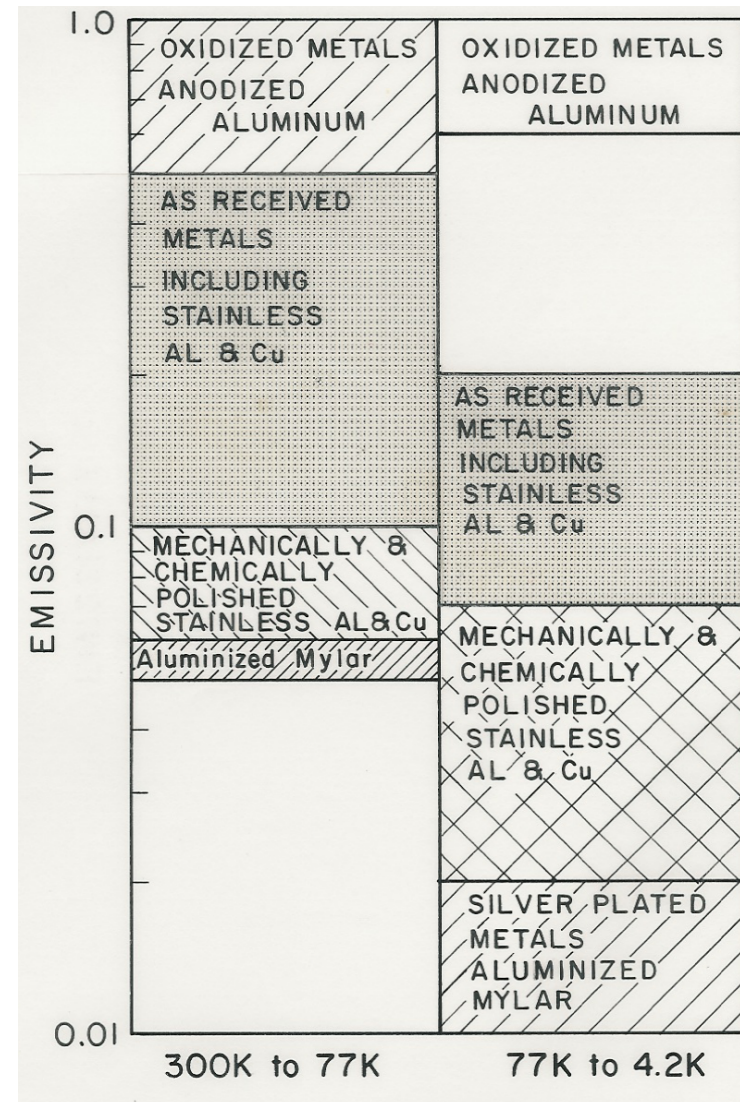 EMISSIVITY
1.0
0.1
0.01
OXIDIZED METALS
ANODIZED
ALUMINUM
AS RECEIVED
METALS
INCLUDING
STAINLESS
AL & Cu
MECHANICALLY &
CHEMICALLY
POLISHED
STAINLESS AL&Cu
Aluminized Mylar
300K to 77K
OXIDIZED METALS
ANODIZED
ALUMINUM
AS RECEIVED
METALS
INCLUDING
STAINLESS
AL & Cu
MECHANICALLY &
CHEMICALLY
POLISHED
STAINLESS
AL & Cu
SILVER PLATED
METALS
ALUMINIZED
MYLAR
77K to 4.2K